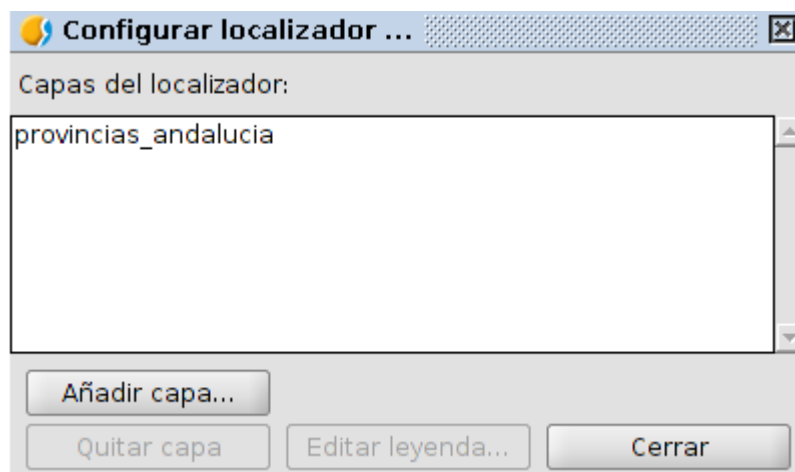 Configurar localizador ...
Capas del localizador:
provincias_andalucia
Añadir capa...
Quitar capa Editar leyenda... Cerrar